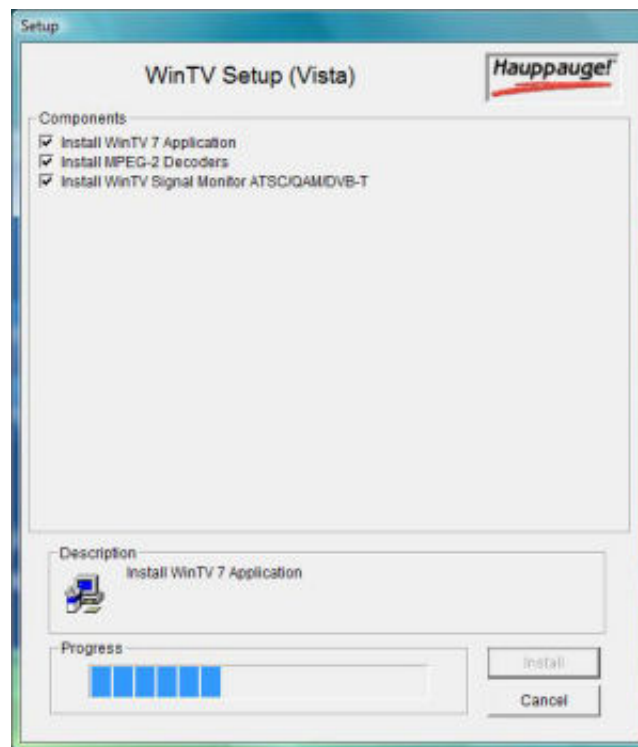 Setup
WinTV Setup (Vista)
Hauppauge!
Components
Install WinTV 7 Application
Install MPEG-2 Decoders
Install WinTV Signal Monitor ATSC/QAM/DVB-T
Description
Install WinTV 7 Application
Progress
Install
Cancel